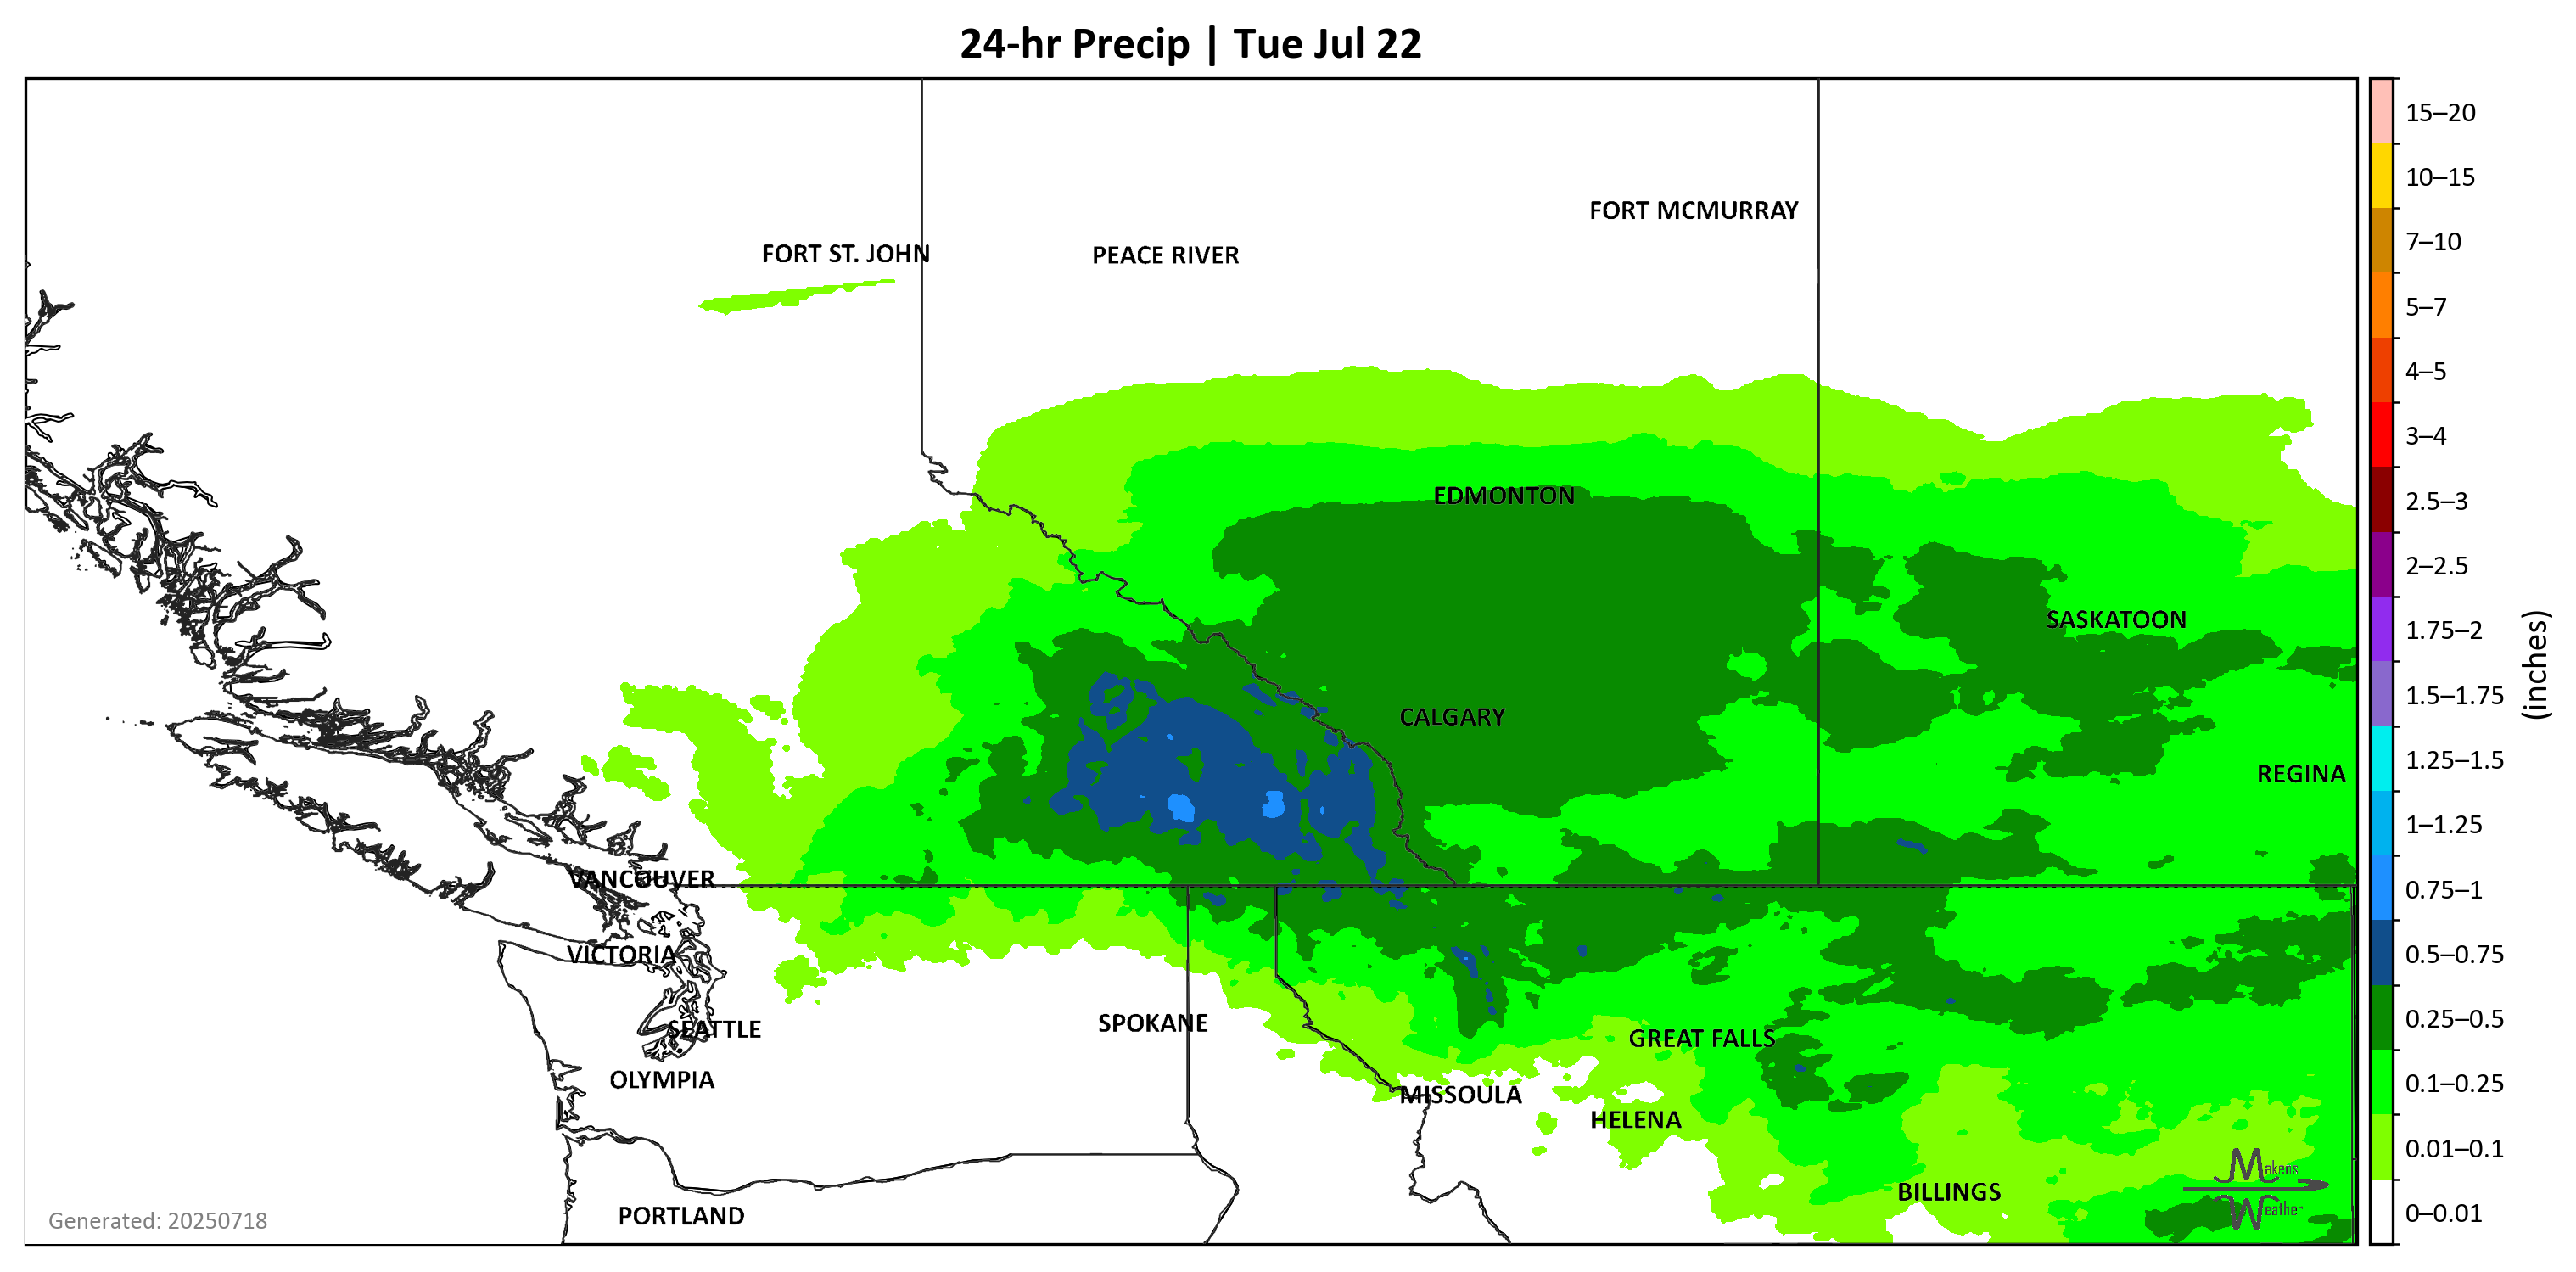 24-hr Precip | Tue Jul 22
15–20
10–15
FORT MCMURRAY
7–10
FORT ST. JOHN
PEACE RIVER
5–7
4–5
3–4
EDMONTON
2.5–3
2–2.5
SASKATOON
1.75–2
(inches)
1.5–1.75
CALGARY
1.25–1.5
REGINA
1–1.25
VANCOUVER
0.75–1
VICTORIA
0.5–0.75
SPOKANE
SEATTLE
0.25–0.5
GREAT FALLS
OLYMPIA
0.1–0.25
MISSOULA
HELENA
0.01–0.1
Makens
Weather
BILLINGS
PORTLAND
Generated: 20250718
0–0.01